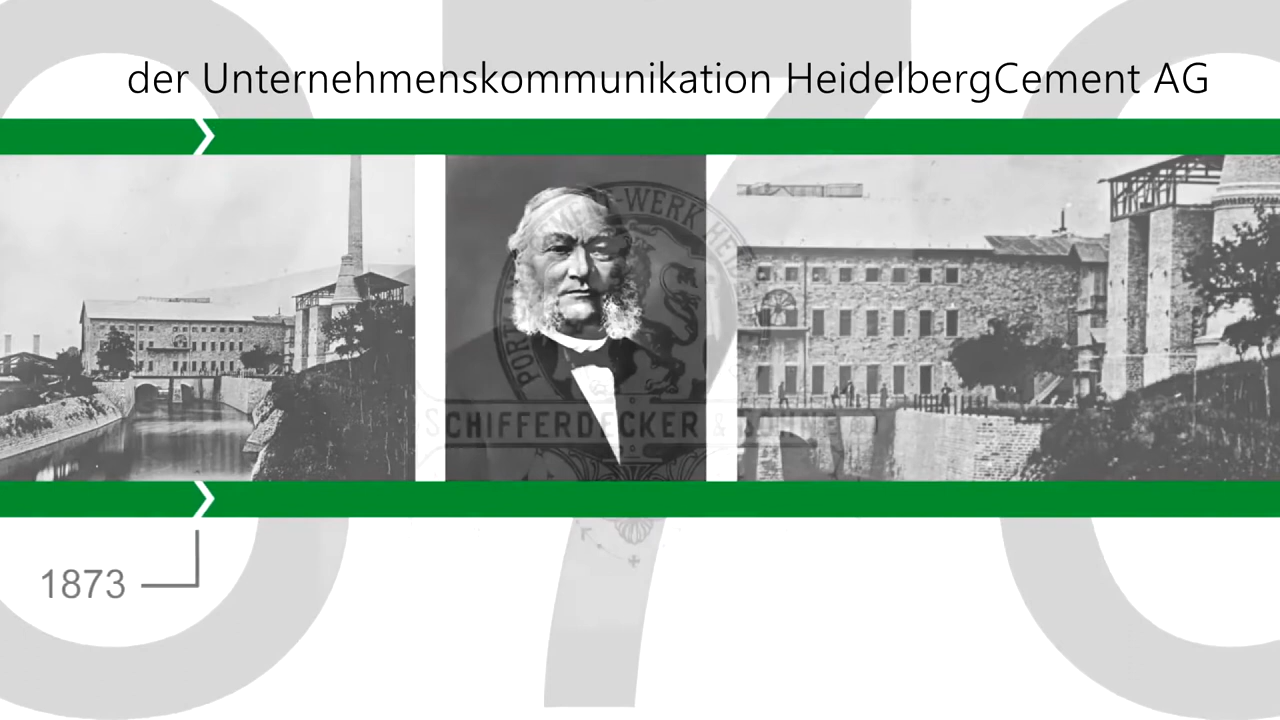 der Unternehmenskommunikation HeidelbergCement AG
SCHIFFERDECKER &
1873